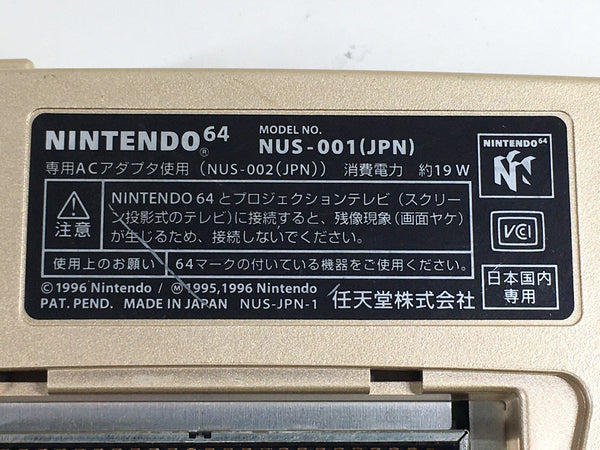 NINTENDO64® MODEL NO. NUS-001(JPN)
専用ACアダプタ使用（NUS-002(JPN)） 消費電力 約19W
注意
NINTENDO 64とプロジェクションテレビ（スクリー
ン投影式のテレビ）に接続すると、残像現象（画面ヤケ）
が生じるため、接続しないでください。
使用上のお願い 64マークの付いている機器をご使用ください。
©1996 Nintendo / Ⓜ1995,1996 Nintendo
PAT. PEND. MADE IN JAPAN NUS-JPN-1 任天堂株式会社
NINTENDO64
N
VCI
日本国内
専用